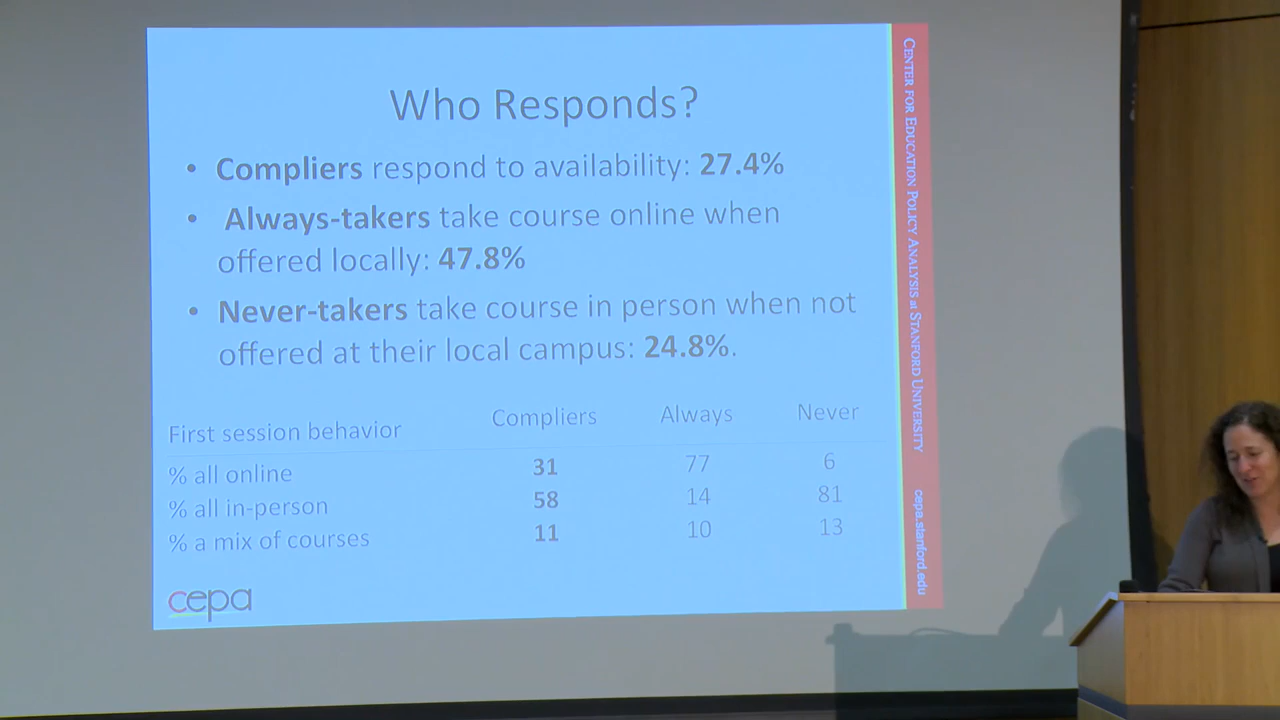 Who Responds?
• Compliers respond to availability: 27.4%
• Always-takers take course online when
offered locally: 47.8%
• Never-takers take course in person when not
offered at their local campus: 24.8%.
First session behavior Compliers Always Never
% all online 31 77 6
% all in-person 58 14 81
% a mix of courses 11 10 13
cepa
CENTER FOR EDUCATION POLICY ANALYSIS at STANFORD UNIVERSITY
cepa.stanford.edu